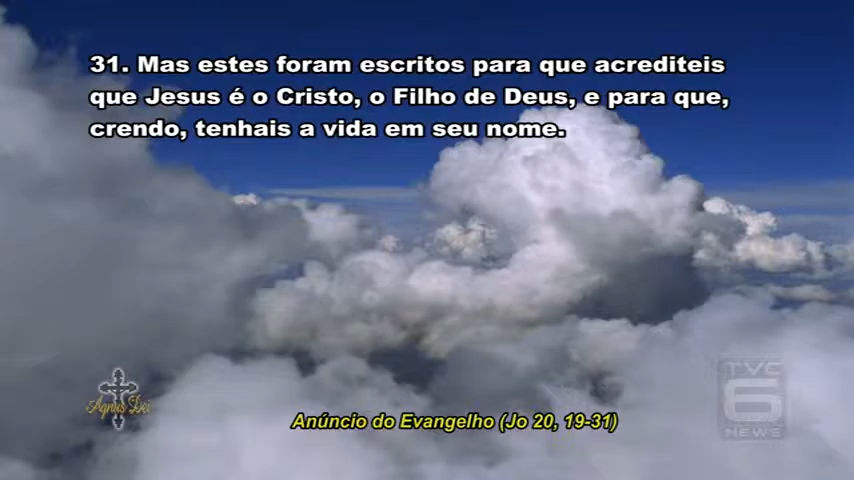 31. Mas estes foram escritos para que acrediteis
que Jesus é o Cristo, o Filho de Deus, e para que,
crendo, tenhais a vida em seu nome.
Agnus Dei
Anúncio do Evangelho (Jo 20, 19-31)
TVC
6
NEWS